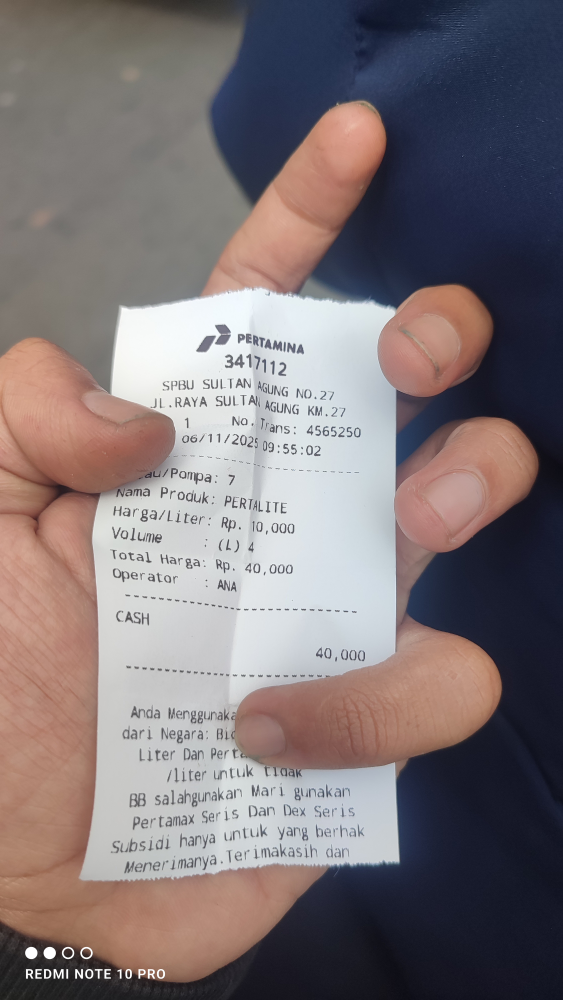 PERTAMINA
3417112
SPBU SULTAN AGUNG NO.27
JL.RAYA SULTAN AGUNG KM.27
1 No. Trans: 4565250
06/11/2025 09:55:02
/Pompa: 7
Nama Produk: PERTALITE
Harga/Liter: Rp. 10,000
Volume : (L) 4
Total Harga: Rp. 40,000
Operator : ANA
CASH
40,000
Anda
dari Negara:
Liter Dan
/liter untuk tidak
BB salahgunakan Mari gunakan
Pertamax Seris Dan Dex Seris
Subsidi hanya untuk yang berhak
Menerimanya.Terimakasih dan
REDMI NOTE 10 PRO